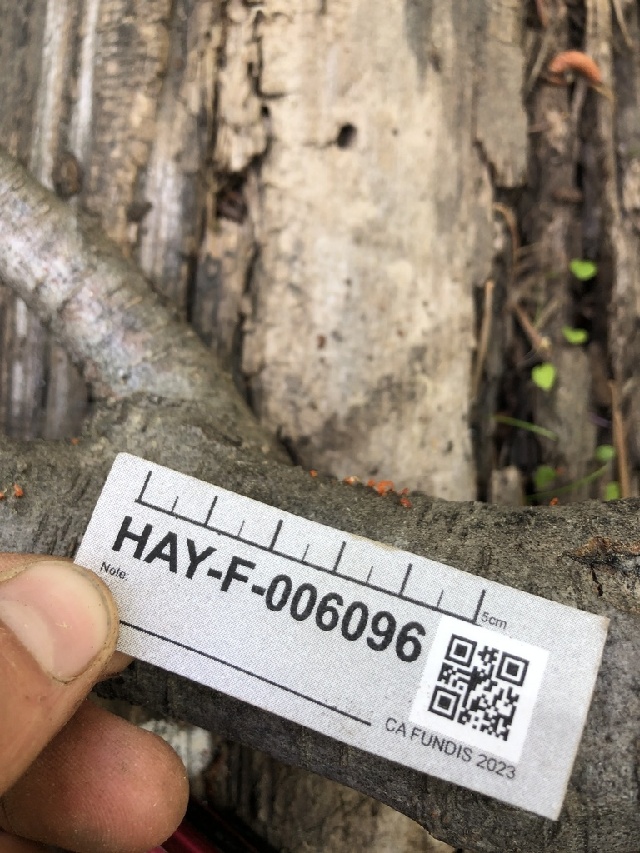 5cm
HAY-F-006096
Note:
CA FUNDIS 2023